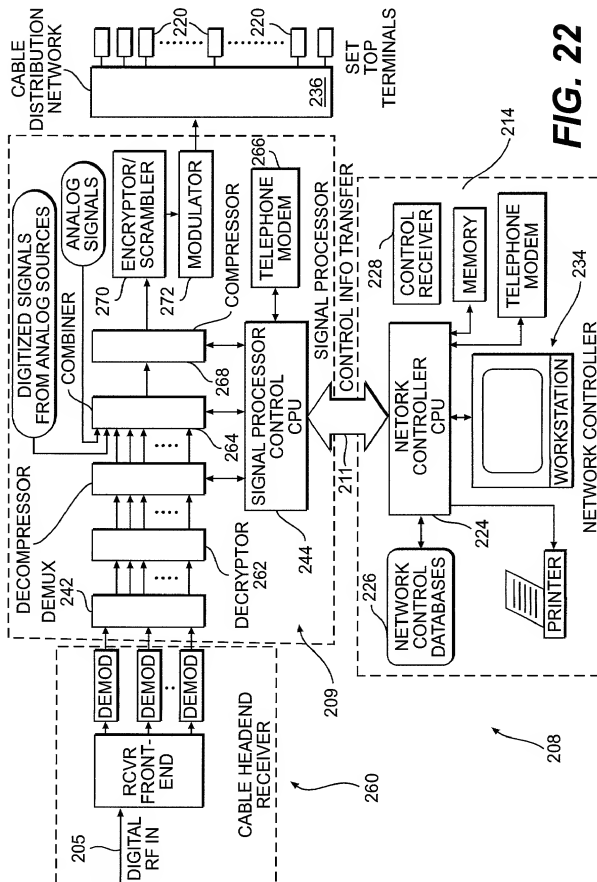 CABLE
DISTRIBUTION
NETWORK
220
220
236
SET
TOP
TERMINALS
DIGITIZED SIGNALS
FROM ANALOG SOURCES
ANALOG
SIGNALS
COMBINER
DECOMPRESSOR
DEMUX
242
DECRYPTOR
262
264
268
COMPRESSOR
ENCRYPTOR/
SCRAMBLER
270
MODULATOR
272
TELEPHONE
MODEM
266
SIGNAL PROCESSOR
CONTROL
CPU
244
SIGNAL PROCESSOR
209
205
DIGITAL
RF IN
RCVR
FRONT-
END
DEMOD
DEMOD
DEMOD
CABLE HEADEND
RECEIVER
260
211
CONTROL INFO TRANSFER
214
226
NETWORK
CONTROL
DATABASES
NETORK
CONTROLLER
CPU
224
228
CONTROL
RECEIVER
MEMORY
TELEPHONE
MODEM
234
WORKSTATION
PRINTER
NETWORK CONTROLLER
208
FIG. 22